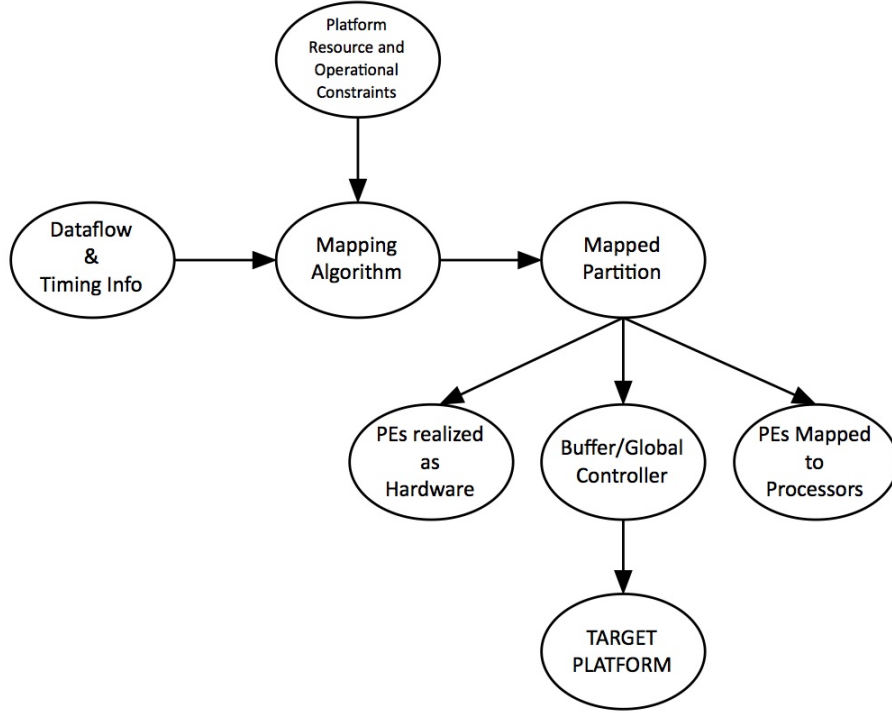 Platform
Resource and
Operational
Constraints
Dataflow
&
Timing Info
Mapping
Algorithm
Mapped
Partition
PEs realized
as
Hardware
Buffer/Global
Controller
PEs Mapped
to
Processors
TARGET
PLATFORM